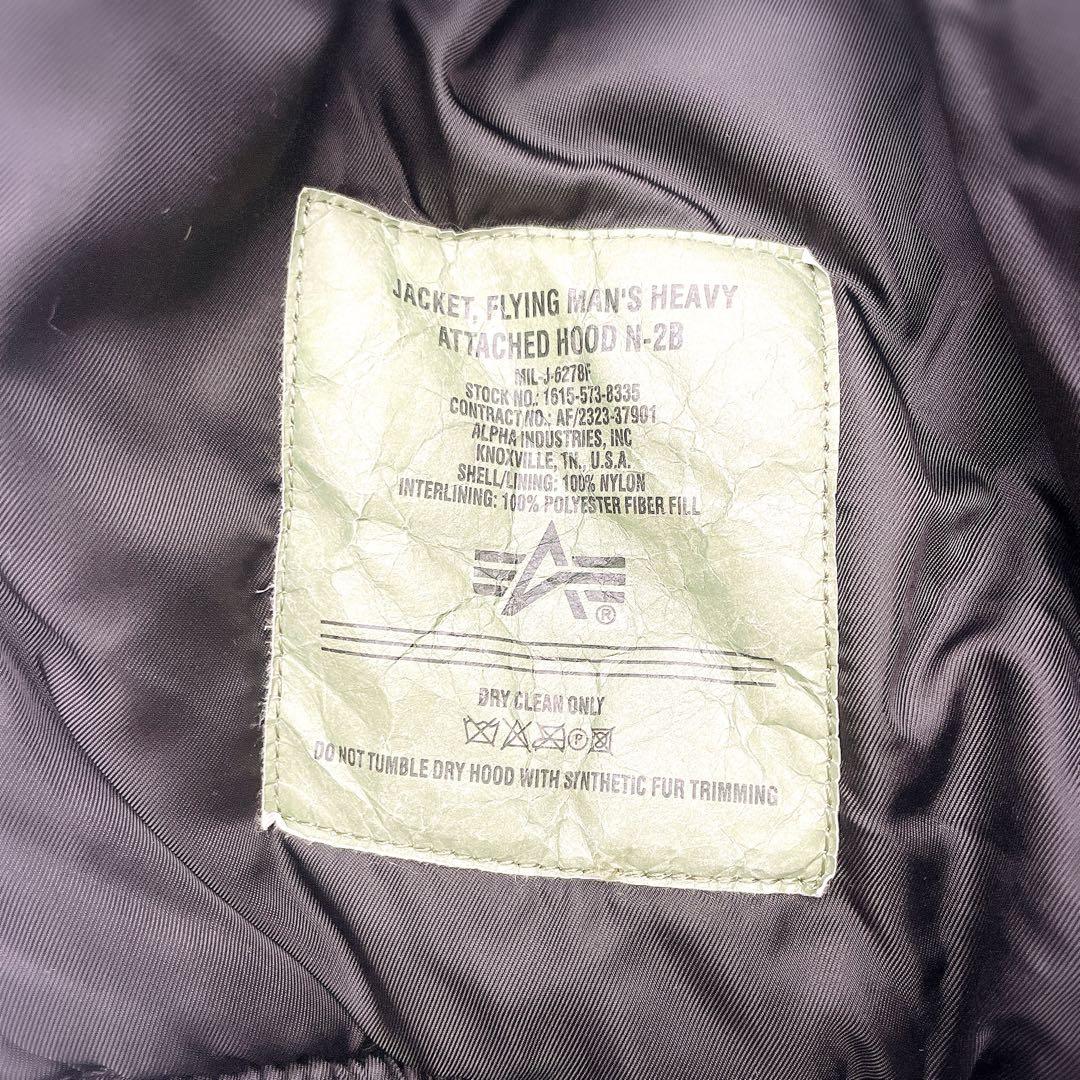 JACKET, FLYING MAN'S HEAVY
ATTACHED HOOD N-2B
MIL-J-6278F
STOCK NO.: 1615-573-8335
CONTRACT NO.: AF/2323-37901
ALPHA INDUSTRIES, INC
KNOXVILLE, TN., U.S.A.
SHELL/LINING: 100% NYLON
INTERLINING: 100% POLYESTER FIBER FILL
®
DRY CLEAN ONLY
P
DO NOT TUMBLE DRY HOOD WITH SYNTHETIC FUR TRIMMING